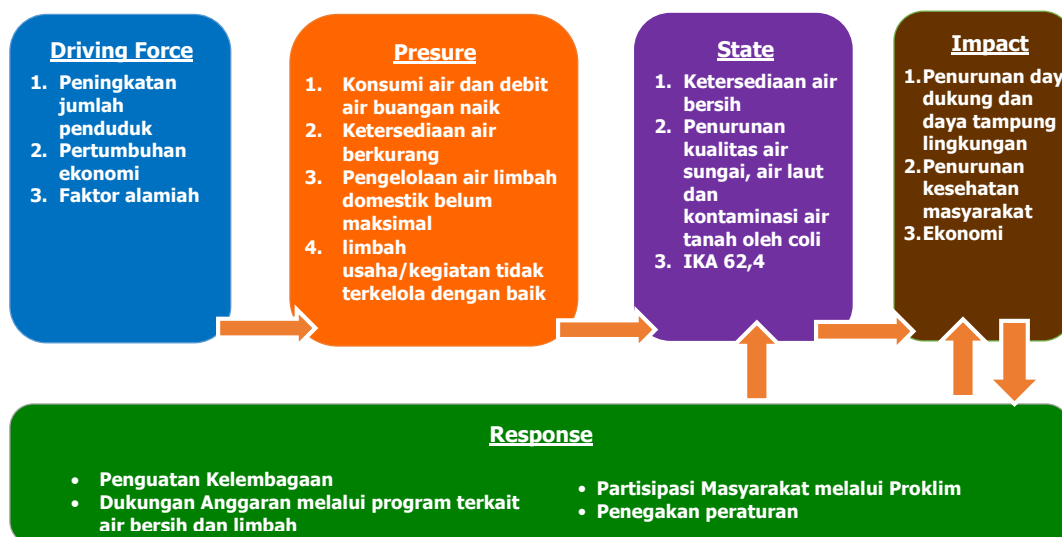 Driving Force
1. Peningkatan
jumlah
penduduk
2. Pertumbuhan
ekonomi
3. Faktor alamiah
Presure
1. Konsumi air dan debit
air buangan naik
2. Ketersediaan air
berkurang
3. Pengelolaan air limbah
domestik belum
maksimal
4. limbah
usaha/kegiatan tidak
terkelola dengan baik
State
1. Ketersediaan air
bersih
2. Penurunan
kualitas air
sungai, air laut
dan
kontaminasi air
tanah oleh coli
3. IKA 62,4
Impact
1.Penurunan day
dukung dan
daya tampung
lingkungan
2.Penurunan
kesehatan
masyarakat
3.Ekonomi
Response
• Penguatan Kelembagaan
• Dukungan Anggaran melalui program terkait
air bersih dan limbah
• Partisipasi Masyarakat melalui Proklim
• Penegakan peraturan